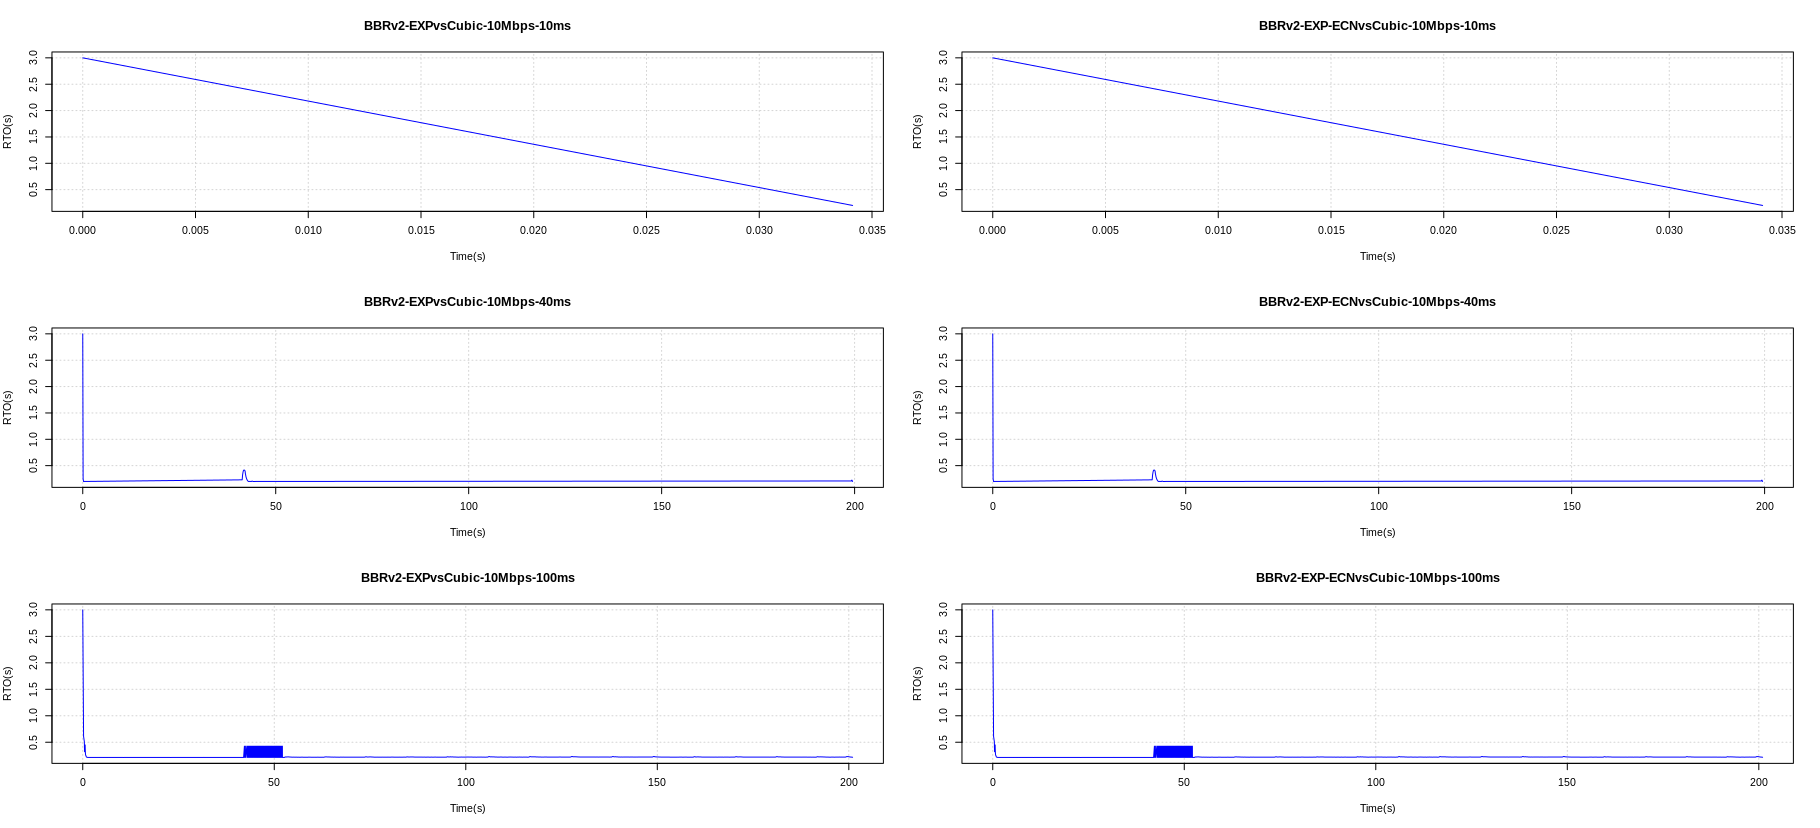 BBRv2-EXPvsCubic-10Mbps-10ms
RTO(s)
3.0
2.5
2.0
1.5
1.0
0.5
0.000 0.005 0.010 0.015 0.020 0.025 0.030 0.035
Time(s)
BBRv2-EXP-ECNvsCubic-10Mbps-10ms
RTO(s)
3.0
2.5
2.0
1.5
1.0
0.5
0.000 0.005 0.010 0.015 0.020 0.025 0.030 0.035
Time(s)
BBRv2-EXPvsCubic-10Mbps-40ms
RTO(s)
3.0
2.5
2.0
1.5
1.0
0.5
0 50 100 150 200
Time(s)
BBRv2-EXP-ECNvsCubic-10Mbps-40ms
RTO(s)
3.0
2.5
2.0
1.5
1.0
0.5
0 50 100 150 200
Time(s)
BBRv2-EXPvsCubic-10Mbps-100ms
RTO(s)
3.0
2.5
2.0
1.5
1.0
0.5
0 50 100 150 200
Time(s)
BBRv2-EXP-ECNvsCubic-10Mbps-100ms
RTO(s)
3.0
2.5
2.0
1.5
1.0
0.5
0 50 100 150 200
Time(s)